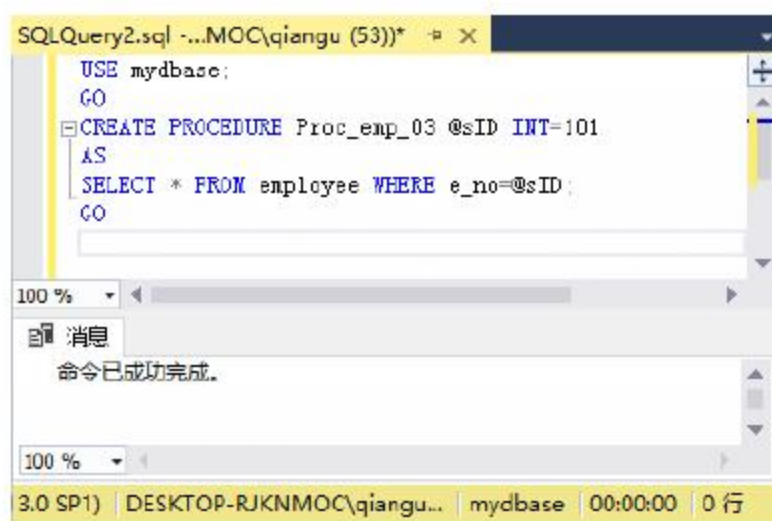 SQLQuery2.sql -...MOC\qiangu (53))*
USE mydbase;
GO
CREATE PROCEDURE Proc_emp_03 @sID INT=101
AS
SELECT * FROM employee WHERE e_no=@sID;
GO
100 %
消息
命令已成功完成。
100 %
3.0 SP1) DESKTOP-RJKNMOC\qiangu... mydbase 00:00:00 0 行